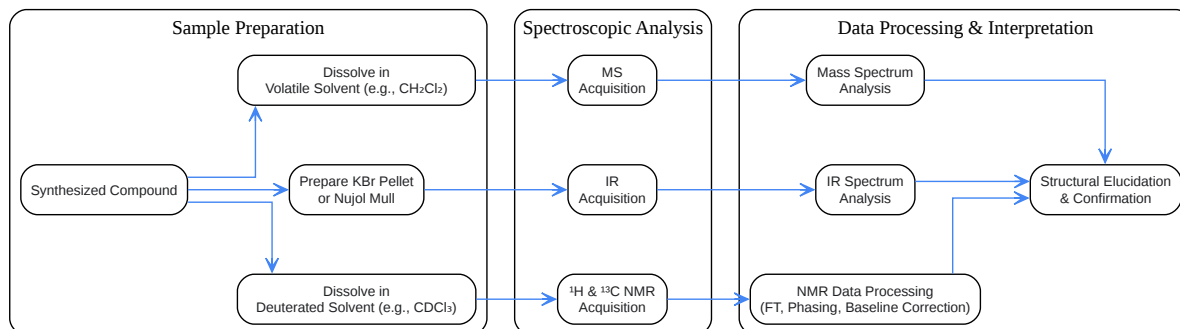 Sample Preparation
Spectroscopic Analysis
Data Processing & Interpretation
Dissolve in
Volatile Solvent (e.g., CH₂Cl₂)
MS
Acquisition
Mass Spectrum
Analysis
Synthesized Compound
Prepare KBr Pellet
or Nujol Mull
IR
Acquisition
IR Spectrum
Analysis
Structural Elucidation
& Confirmation
Dissolve in
Deuterated Solvent (e.g., CDCl₃)
¹H & ¹³C NMR
Acquisition
NMR Data Processing
(FT, Phasing, Baseline Correction)